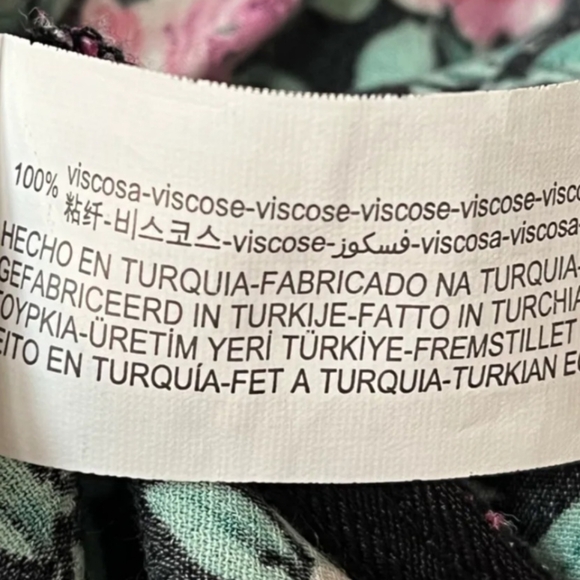 100% viscosa-viscose-viscose-viscose-viscose-visco
粘纤-비스코스-viscose-فسكوز-viscosa-viscosa-
HECHO EN TURQUIA-FABRICADO NA TURQUIA-
GEFABRICEERD IN TURKIJE-FATTO IN TURCHIA
ΤΟΥΡΚΙΑ-ÜRETİM YERİ TÜRKİYE-FREMSTILLET
EITO EN TURQUÍA-FET A TURQUIA-TURKIAN